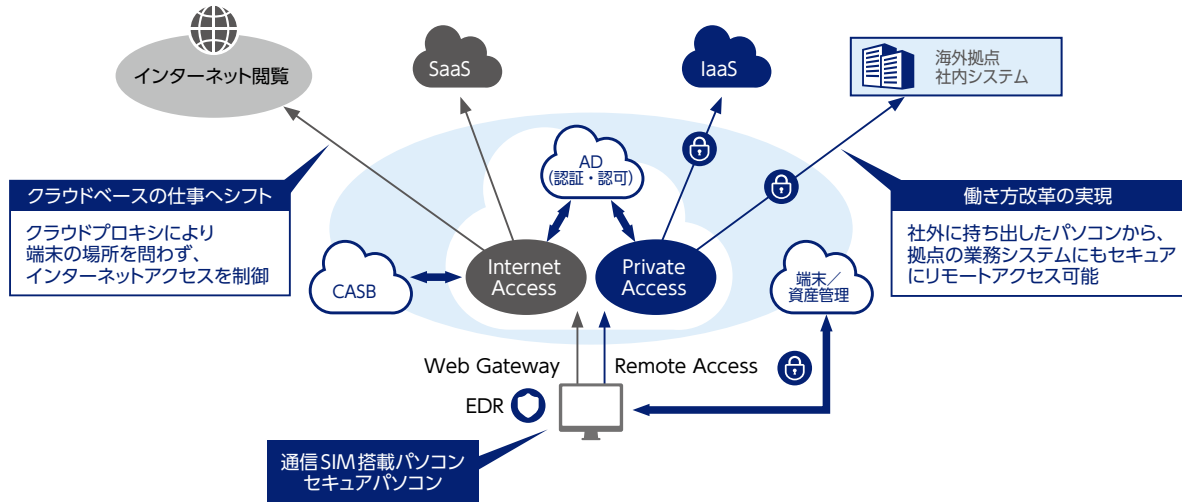 インターネット閲覧
SaaS
IaaS
海外拠点
社内システム
AD
(認証・認可)
クラウドベースの仕事へシフト
クラウドプロキシにより
端末の場所を問わず、
インターネットアクセスを制御
働き方改革の実現
社外に持ち出したパソコンから、
拠点の業務システムにもセキュア
にリモートアクセス可能
CASB
Internet
Access
Private
Access
端末／
資産管理
Web Gateway
Remote Access
EDR
通信SIM搭載パソコン
セキュアパソコン